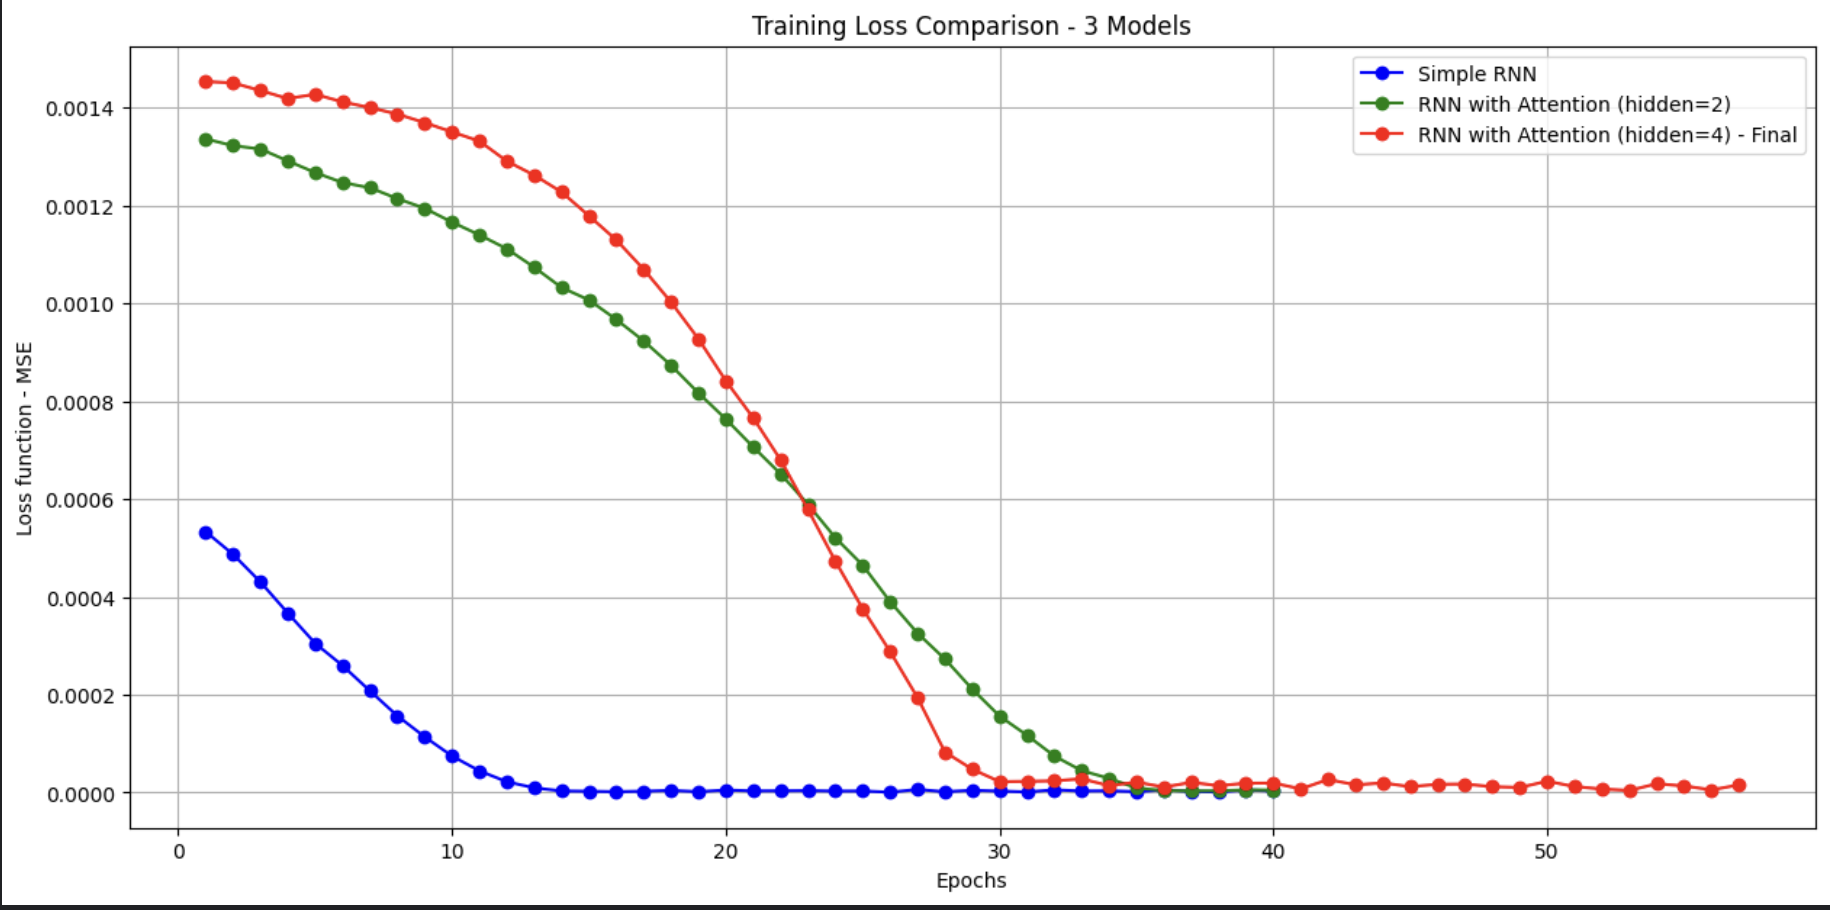 Training Loss Comparison - 3 Models
Simple RNN
RNN with Attention (hidden=2)
RNN with Attention (hidden=4) - Final
Loss function - MSE
0.0014
0.0012
0.0010
0.0008
0.0006
0.0004
0.0002
0.0000
0 10 20 30 40 50
Epochs